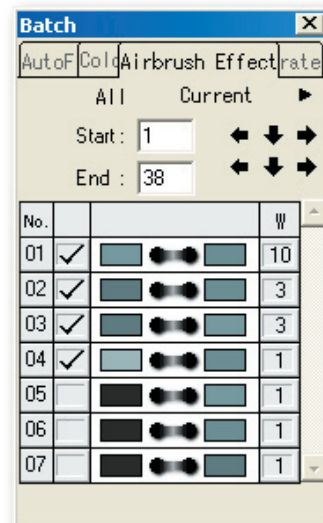 Batch
AutoF Colo Airbrush Effect rate
All Current
Start: 1
End : 38
No. W
01 10
02 3
03 3
04 1
05 1
06 1
07 1